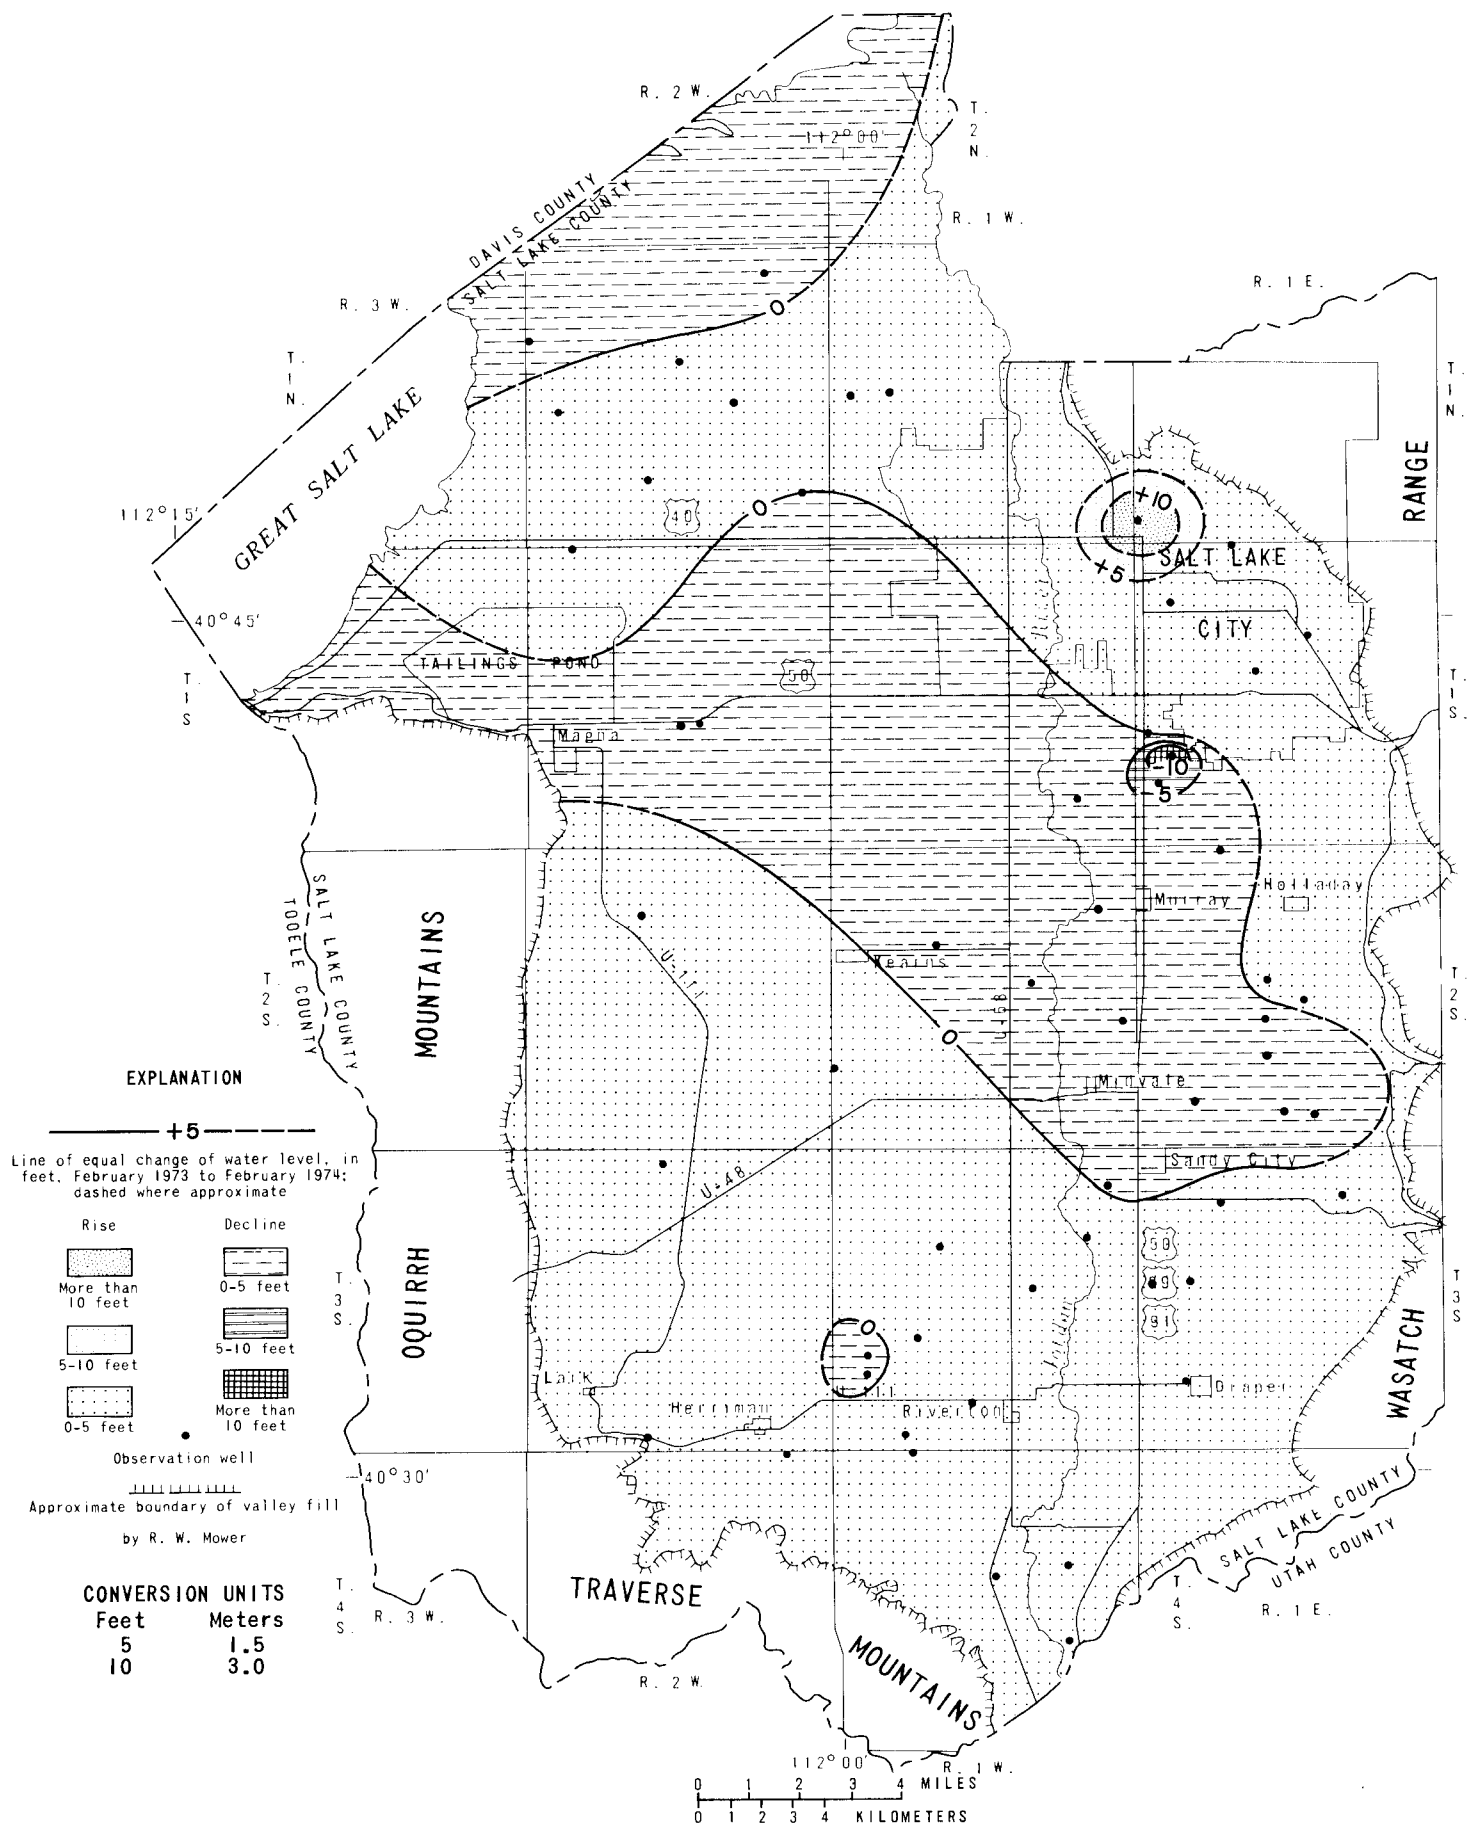 R. 2 W.
T.
2
N.
112°00'
DAVIS COUNTY
SALT LAKE COUNTY
R. 1 W.
R. 3 W.
0
R. 1 E.
T.
1
N.
T.
1
N.
GREAT SALT LAKE
RANGE
+10
0
40
112°15'
+5
SALT LAKE
40°45'
CITY
TAILINGS POND
50
T.
1
S
T.
1
S.
Magna
-10
-5
SALT LAKE COUNTY
TOOELE COUNTY
MOUNTAINS
Holladay
Murray
U-111
Kearns
T.
2
S.
T.
2
S.
U-68
0
EXPLANATION
Midvale
+5
Line of equal change of water level, in
feet, February 1973 to February 1974;
dashed where approximate
Sandy City
U-48
Rise
Decline
More than
10 feet
0-5 feet
5-10 feet
5-10 feet
0-5 feet
More than
10 feet
Observation well
Approximate boundary of valley fill
by R. W. Mower
OQUIRRH
T.
3
S.
50
89
91
T.
3
S
WASATCH
0
Lark
Draper
Herriman
Riverton
40°30'
CONVERSION UNITS
Feet Meters
5 1.5
10 3.0
T.
4
S.
R. 3 W.
TRAVERSE
MOUNTAINS
SALT LAKE COUNTY
UTAH COUNTY
T.
4
S.
R. 1 E.
R. 2 W.
112°00'
R. 1 W.
0 1 2 3 4 MILES
0 1 2 3 4 KILOMETERS